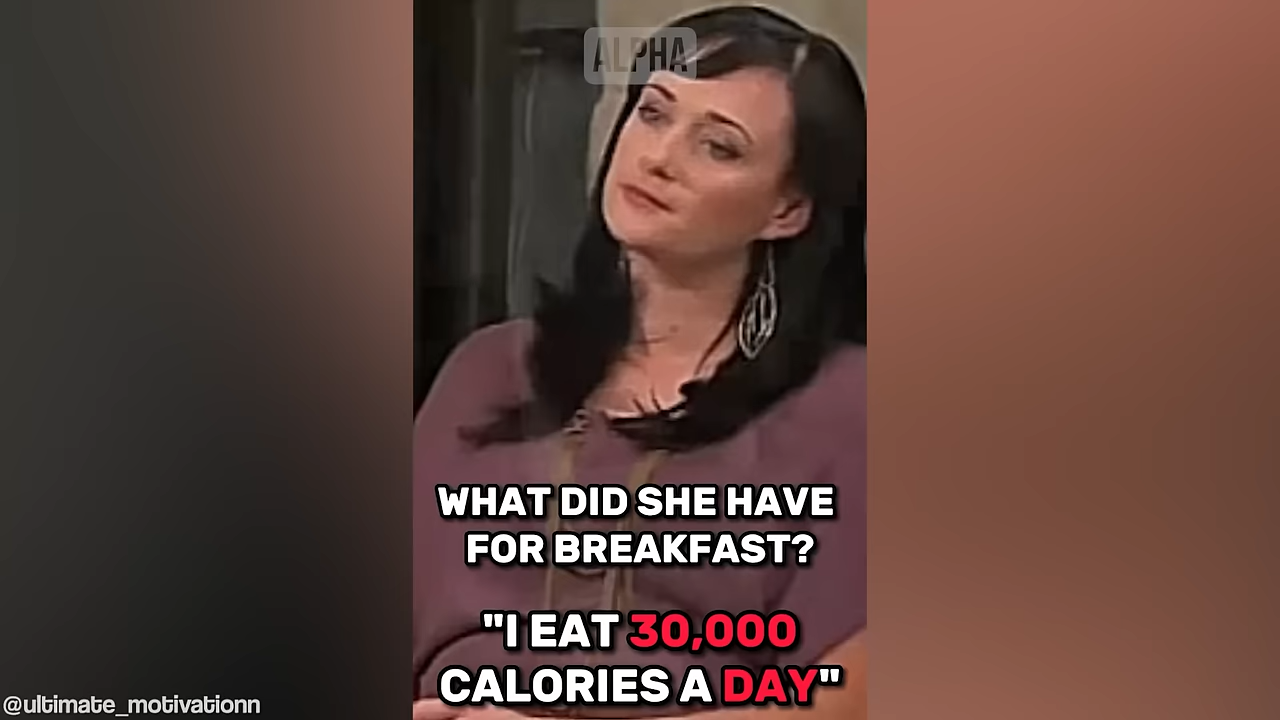 ALPHA
WHAT DID SHE HAVE
FOR BREAKFAST?
"I EAT 30,000
CALORIES A DAY"
@ultimate_motivationn